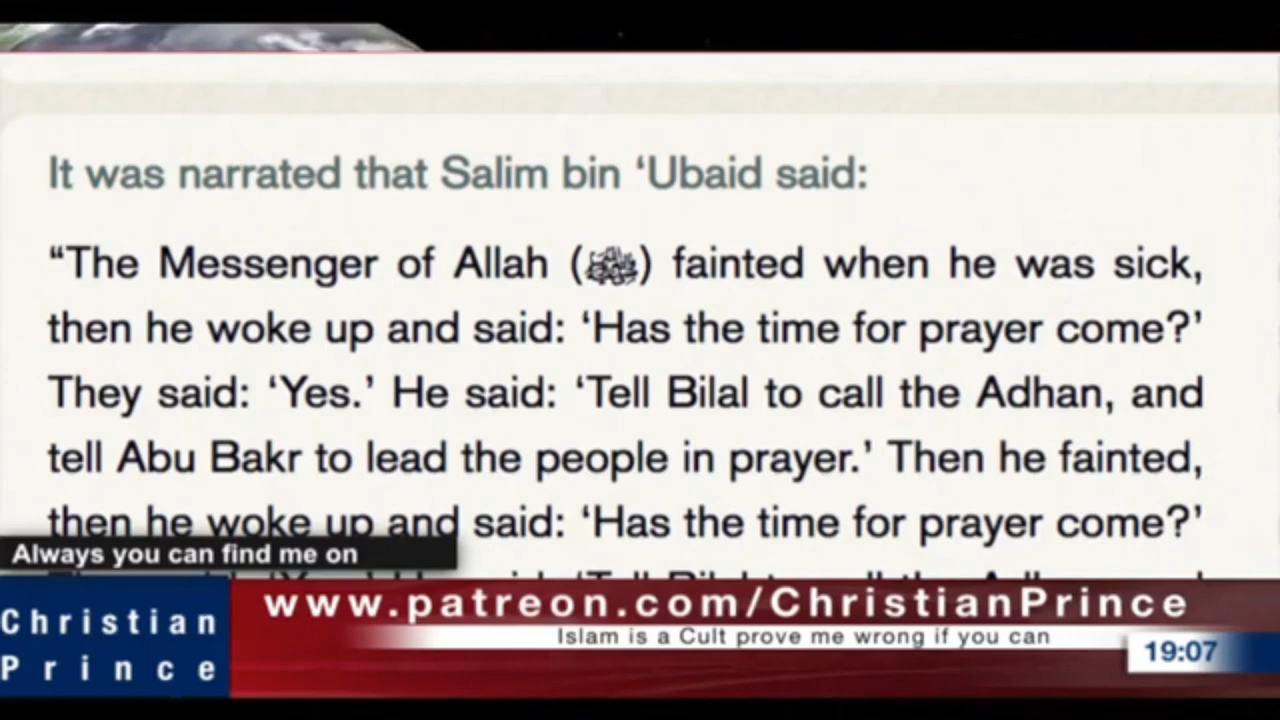 It was narrated that Salim bin ‘Ubaid said:
“The Messenger of Allah (ﷺ) fainted when he was sick,
then he woke up and said: ‘Has the time for prayer come?’
They said: ‘Yes.’ He said: ‘Tell Bilal to call the Adhan, and
tell Abu Bakr to lead the people in prayer.’ Then he fainted,
then he woke up and said: ‘Has the time for prayer come?’
Always you can find me on
Christian
Prince
www.patreon.com/ChristianPrince
Islam is a Cult prove me wrong if you can
19:07